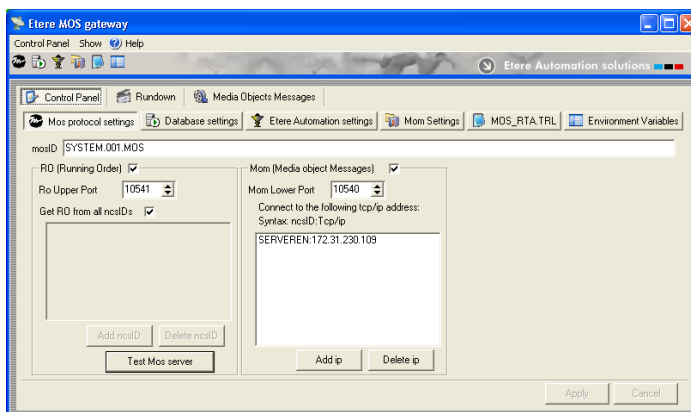 Etere MOS gateway
Control Panel Show Help
Etere Automation solutions
Control Panel Rundown Media Objects Messages
Mos protocol settings Database settings Etere Automation settings Mom Settings MOS_RTA.TRL Environment Variables
mosID SYSTEM.001.MOS
RO (Running Order)
Ro Upper Port 10541
Get RO from all ncsIDs
Add ncsID Delete ncsID
Test Mos server
Mom (Media object Messages)
Mom Lower Port 10540
Connect to the following tcp/ip address:
Syntax: ncsID:Tcp/ip
SERVEREN:172.31.230.109
Add ip Delete ip
Apply Cancel